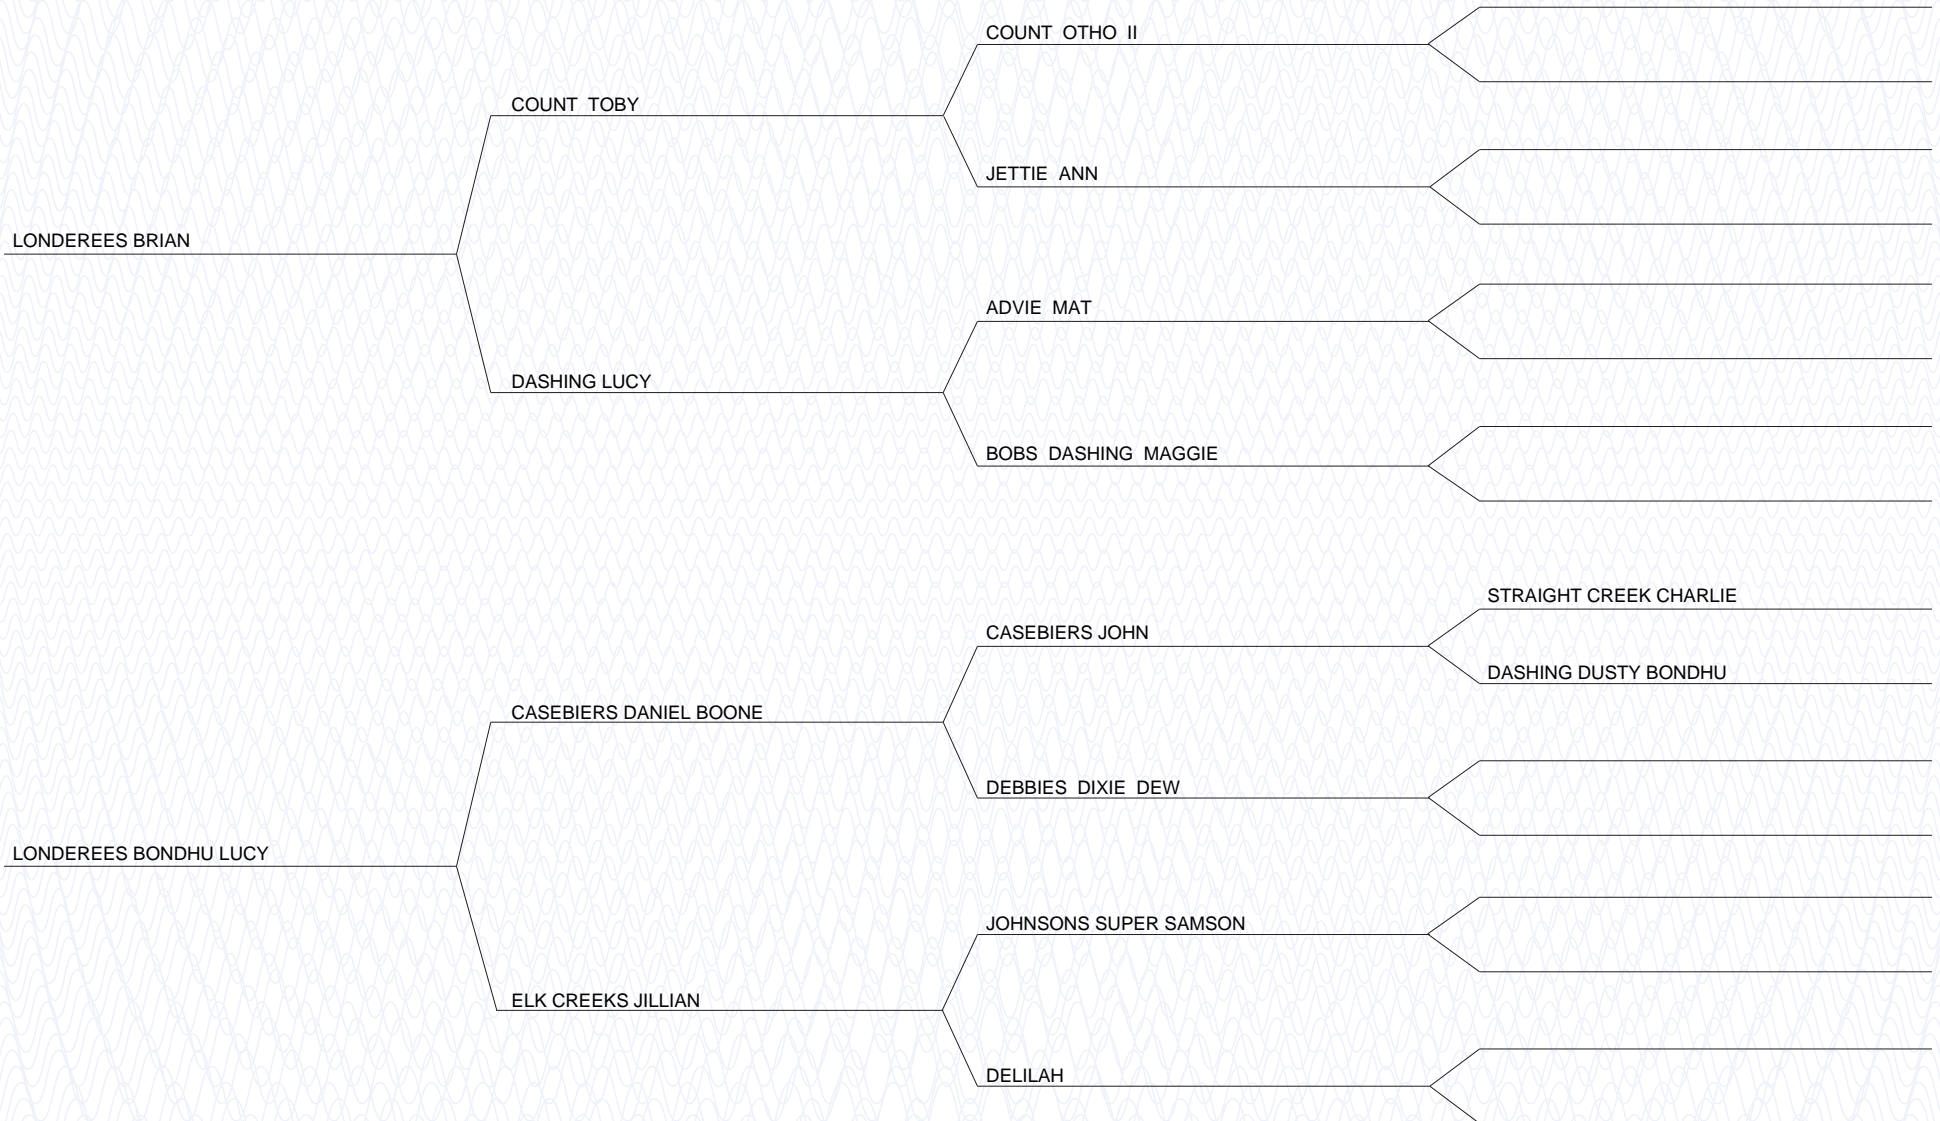 COUNT OTHO II
COUNT TOBY
JETTIE ANN
LONDEREES BRIAN
ADVIE MAT
DASHING LUCY
BOBS DASHING MAGGIE
STRAIGHT CREEK CHARLIE
CASEBIERS JOHN
DASHING DUSTY BONDHU
CASEBIERS DANIEL BOONE
DEBBIES DIXIE DEW
LONDEREES BONDHU LUCY
JOHNSONS SUPER SAMSON
ELK CREEKS JILLIAN
DELILAH